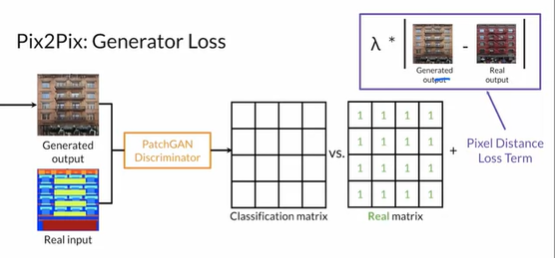 Pix2Pix: Generator Loss
λ *
-
Generated
output
Real
output
Generated
output
PatchGAN
Discriminator
vs.
1 1 1 1
1 1 1 1
1 1 1 1
1 1 1 1
+
Pixel Distance
Loss Term
Classification matrix
Real matrix
Real input